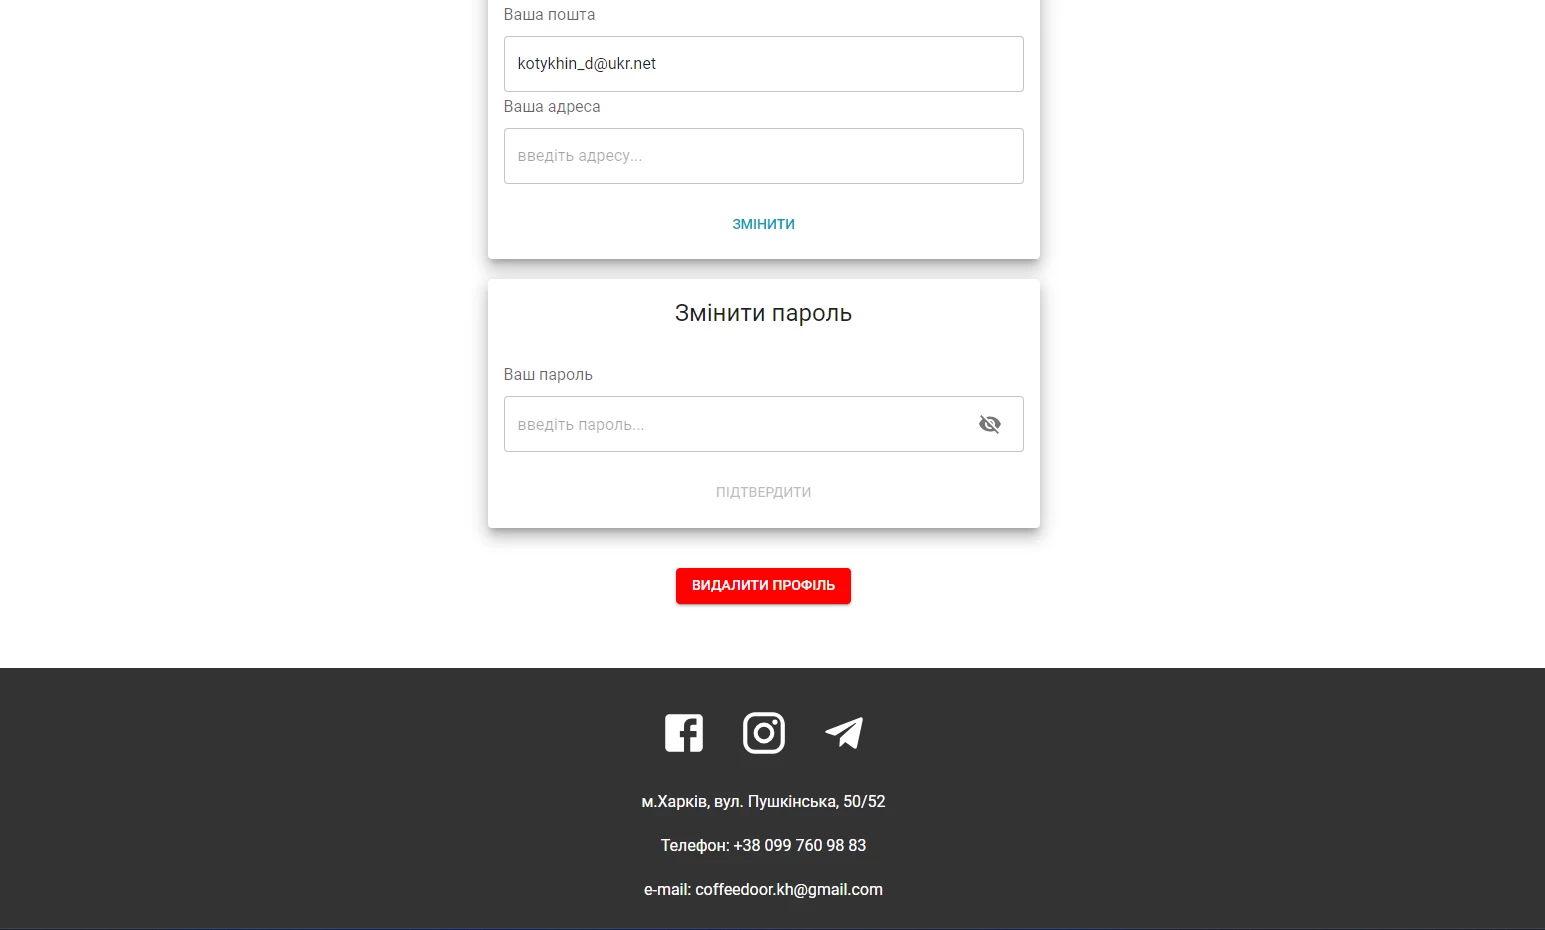 Ваша пошта
kotykhin_d@ukr.net
Ваша адреса
введіть адресу...
ЗМІНИТИ
Змінити пароль
Ваш пароль
введіть пароль...
ПІДТВЕРДИТИ
ВИДАЛИТИ ПРОФІЛЬ
м.Харків, вул. Пушкінська, 50/52
Телефон: +38 099 760 98 83
e-mail: coffeedoor.kh@gmail.com